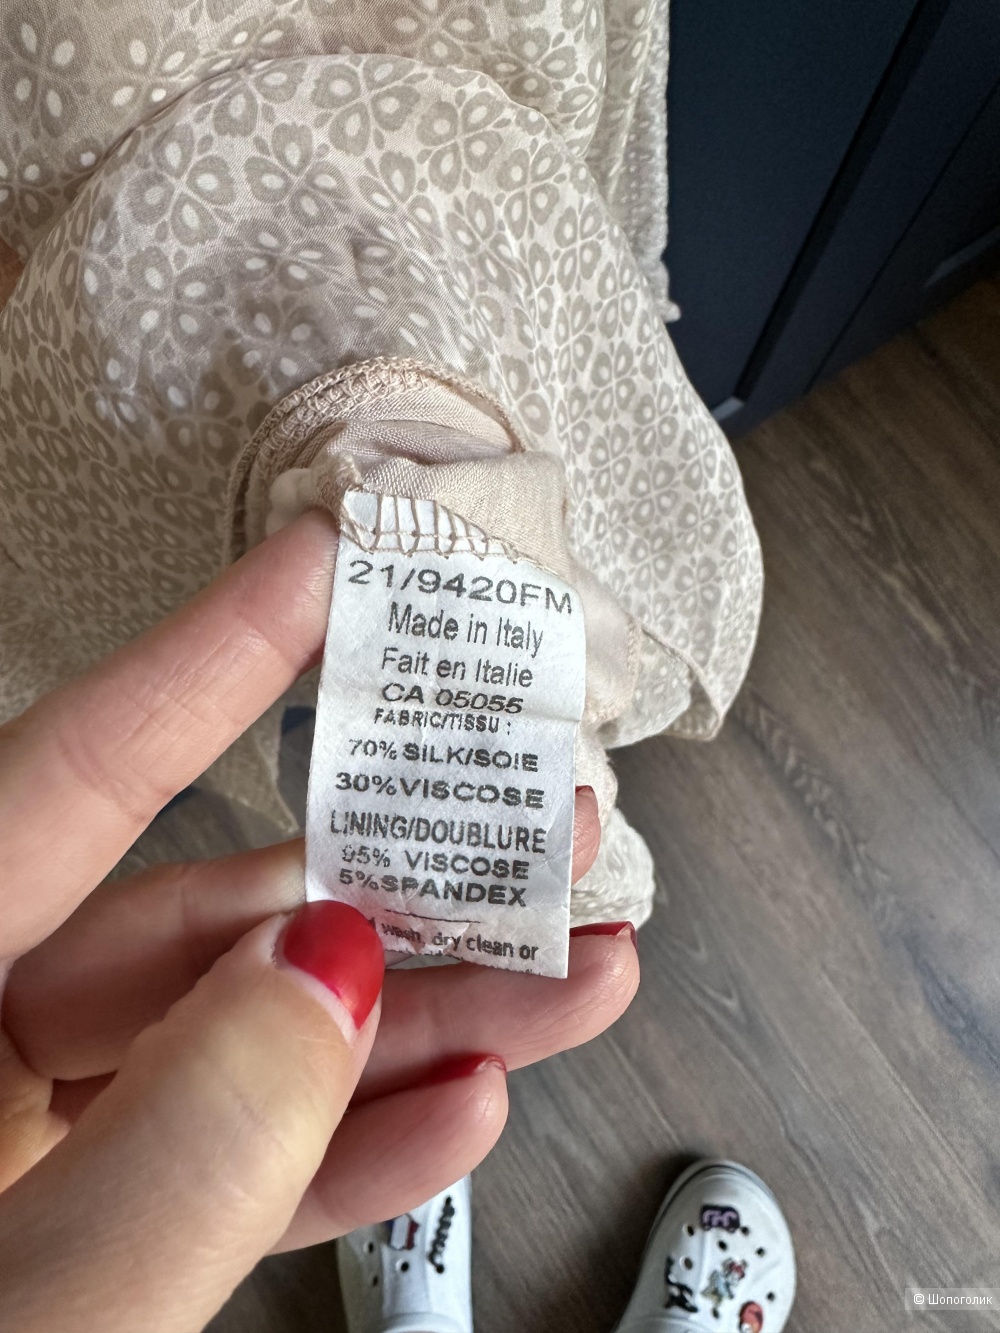 21/9420FM
Made in Italy
Fait en Italie
CA 05055
FABRIC/TISSU :
70% SILK/SOIE
30%VISCOSE
LINING/DOUBLURE
95% VISCOSE
5%SPANDEX
wash, dry clean or
© Шопоголик